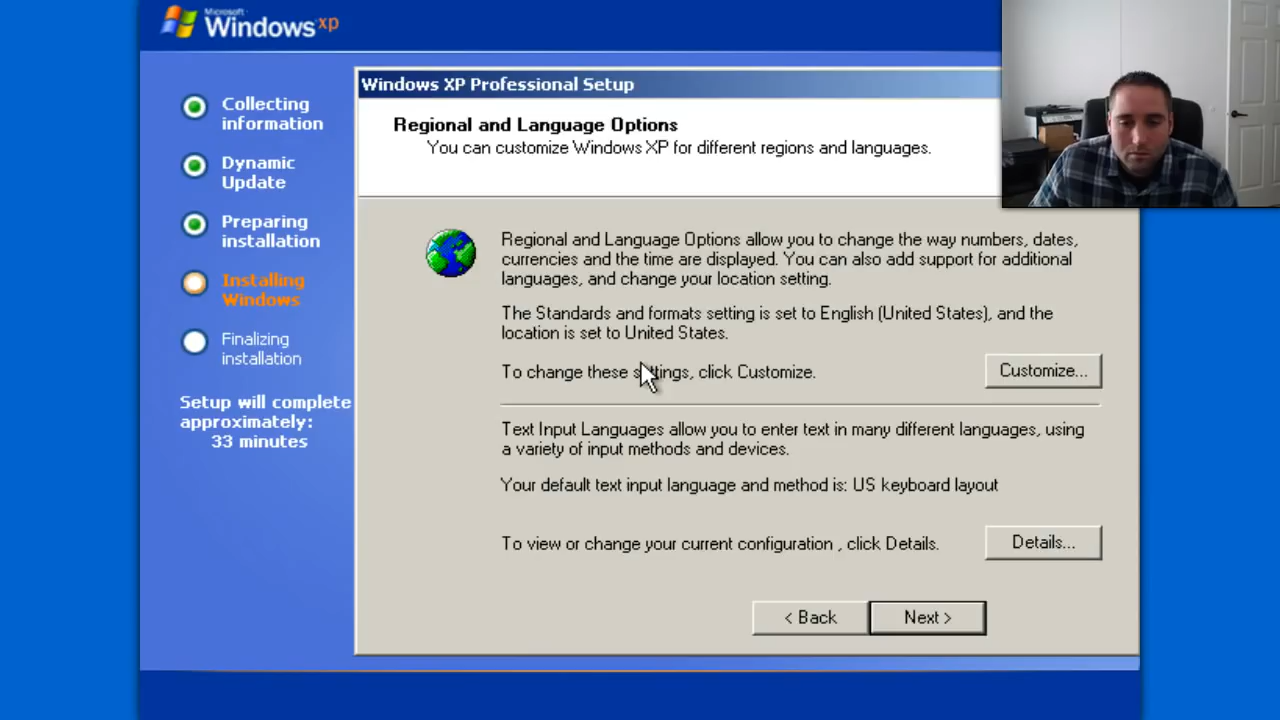 Microsoft
Windows xp
Collecting
information
Dynamic
Update
Preparing
installation
Installing
Windows
Finalizing
installation
Setup will complete
approximately:
33 minutes
Windows XP Professional Setup
Regional and Language Options
You can customize Windows XP for different regions and languages.
Regional and Language Options allow you to change the way numbers, dates,
currencies and the time are displayed. You can also add support for additional
languages, and change your location setting.
The Standards and formats setting is set to English (United States), and the
location is set to United States.
To change these settings, click Customize.
Customize...
Text Input Languages allow you to enter text in many different languages, using
a variety of input methods and devices.
Your default text input language and method is: US keyboard layout
To view or change your current configuration , click Details.
Details...
< Back
Next >